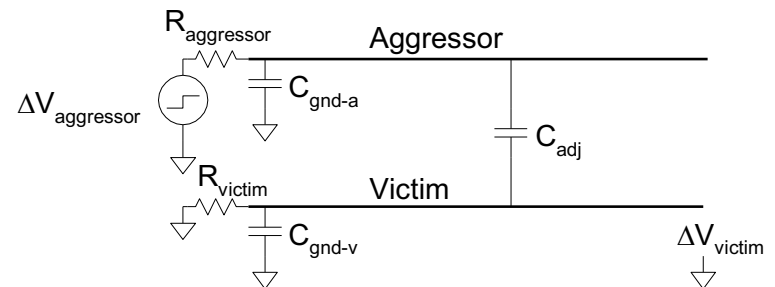 R_aggressor
Aggressor
C_gnd-a
ΔV_aggressor
C_adj
R_victim
Victim
C_gnd-v
ΔV_victim